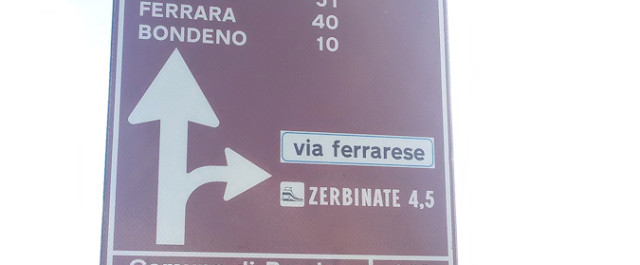 FERRARA 40
BONDENO 10
via ferrarese
ZERBINATE 4,5